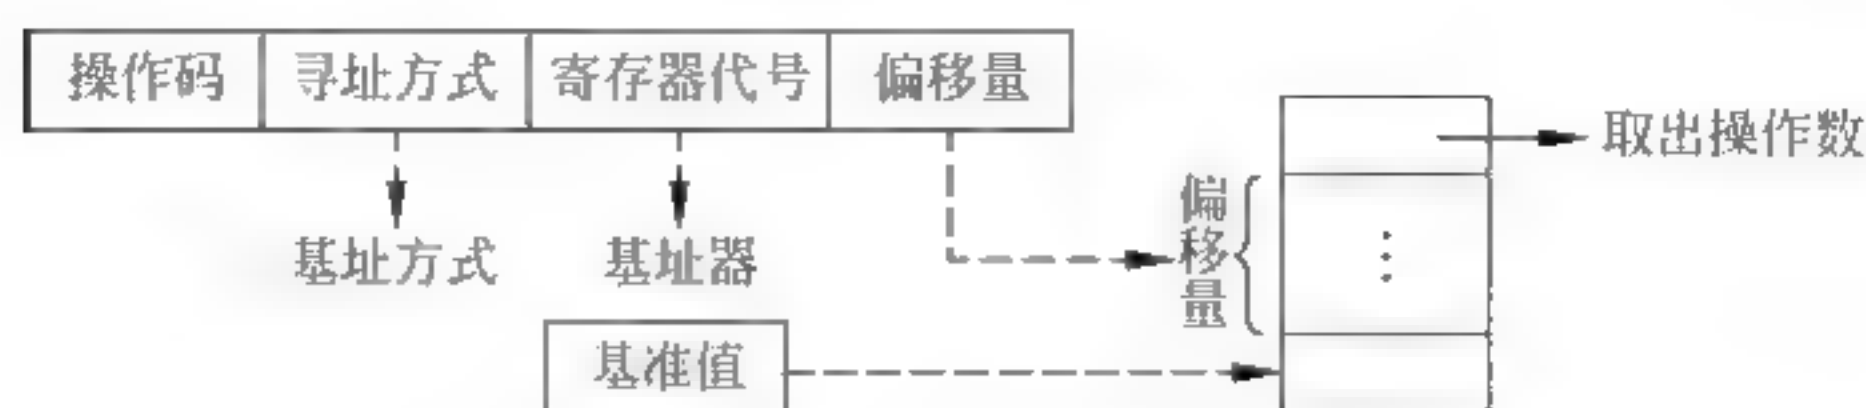 操作码 寻址方式 寄存器代号 偏移量
取出操作数
偏移量
基址方式 基址器
基准值